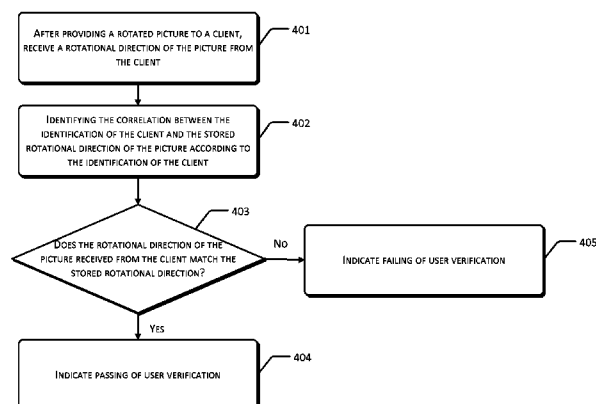 AFTER PROVIDING A ROTATED PICTURE TO A CLIENT,
RECEIVE A ROTATIONAL DIRECTION OF THE PICTURE FROM
THE CLIENT
401
IDENTIFYING THE CORRELATION BETWEEN THE
IDENTIFICATION OF THE CLIENT AND THE STORED
ROTATIONAL DIRECTION OF THE PICTURE ACCORDING TO
THE IDENTIFICATION OF THE CLIENT
402
403
DOES THE ROTATIONAL DIRECTION OF THE
PICTURE RECEIVED FROM THE CLIENT MATCH THE
STORED ROTATIONAL DIRECTION?
NO
INDICATE FAILING OF USER VERIFICATION
405
YES
INDICATE PASSING OF USER VERIFICATION
404